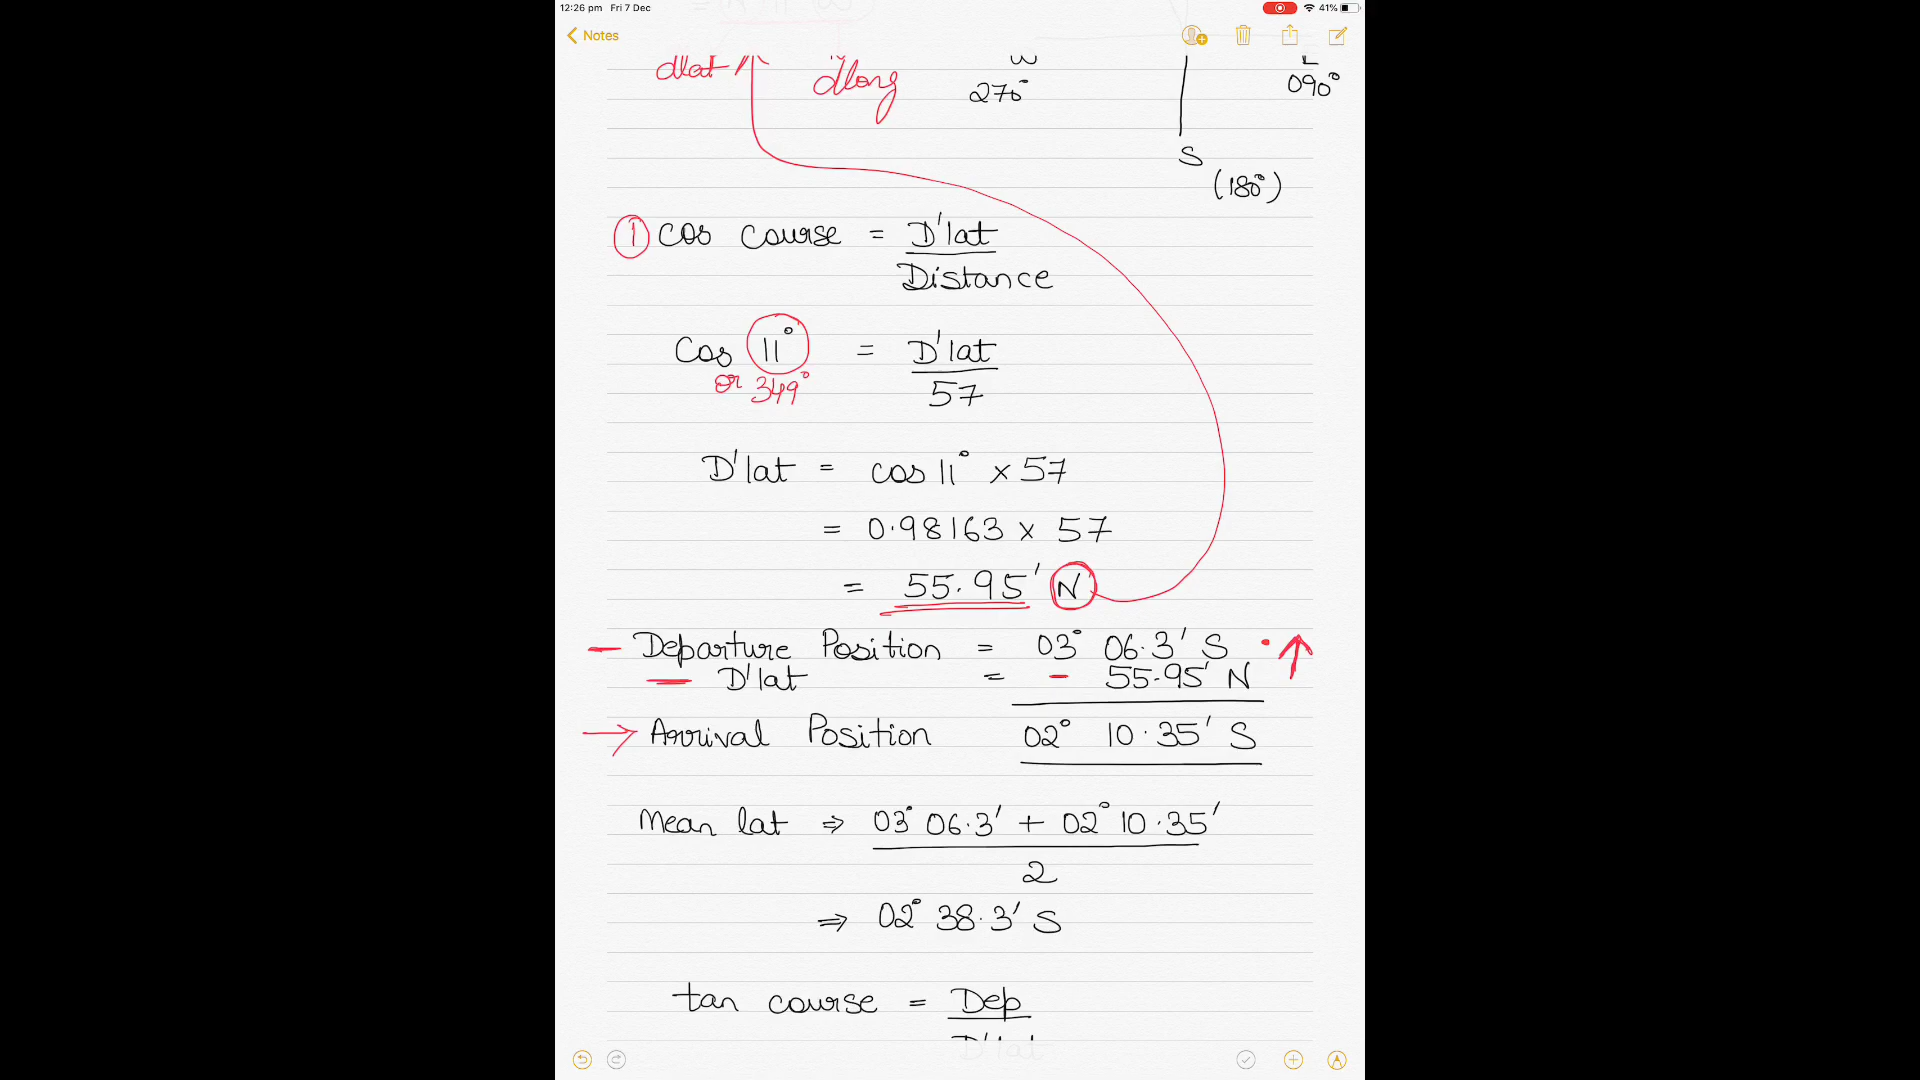 12:26 pm Fri 7 Dec 41%
Notes
dlat dlong W 270° 090°
S
(180°)
1 Cos course = D'lat
Distance
Cos 11° = D'lat
or 349° 57
D'lat = cos 11° × 57
= 0.98163 × 57
= 55.95' N
– Departure Position = 03° 06.3' S
– D'lat = – 55.95' N
→ Arrival Position 02° 10.35' S
Mean lat ⇒ 03° 06.3' + 02° 10.35'
2
⇒ 02° 38.3' S
tan course = Dep
D'lat